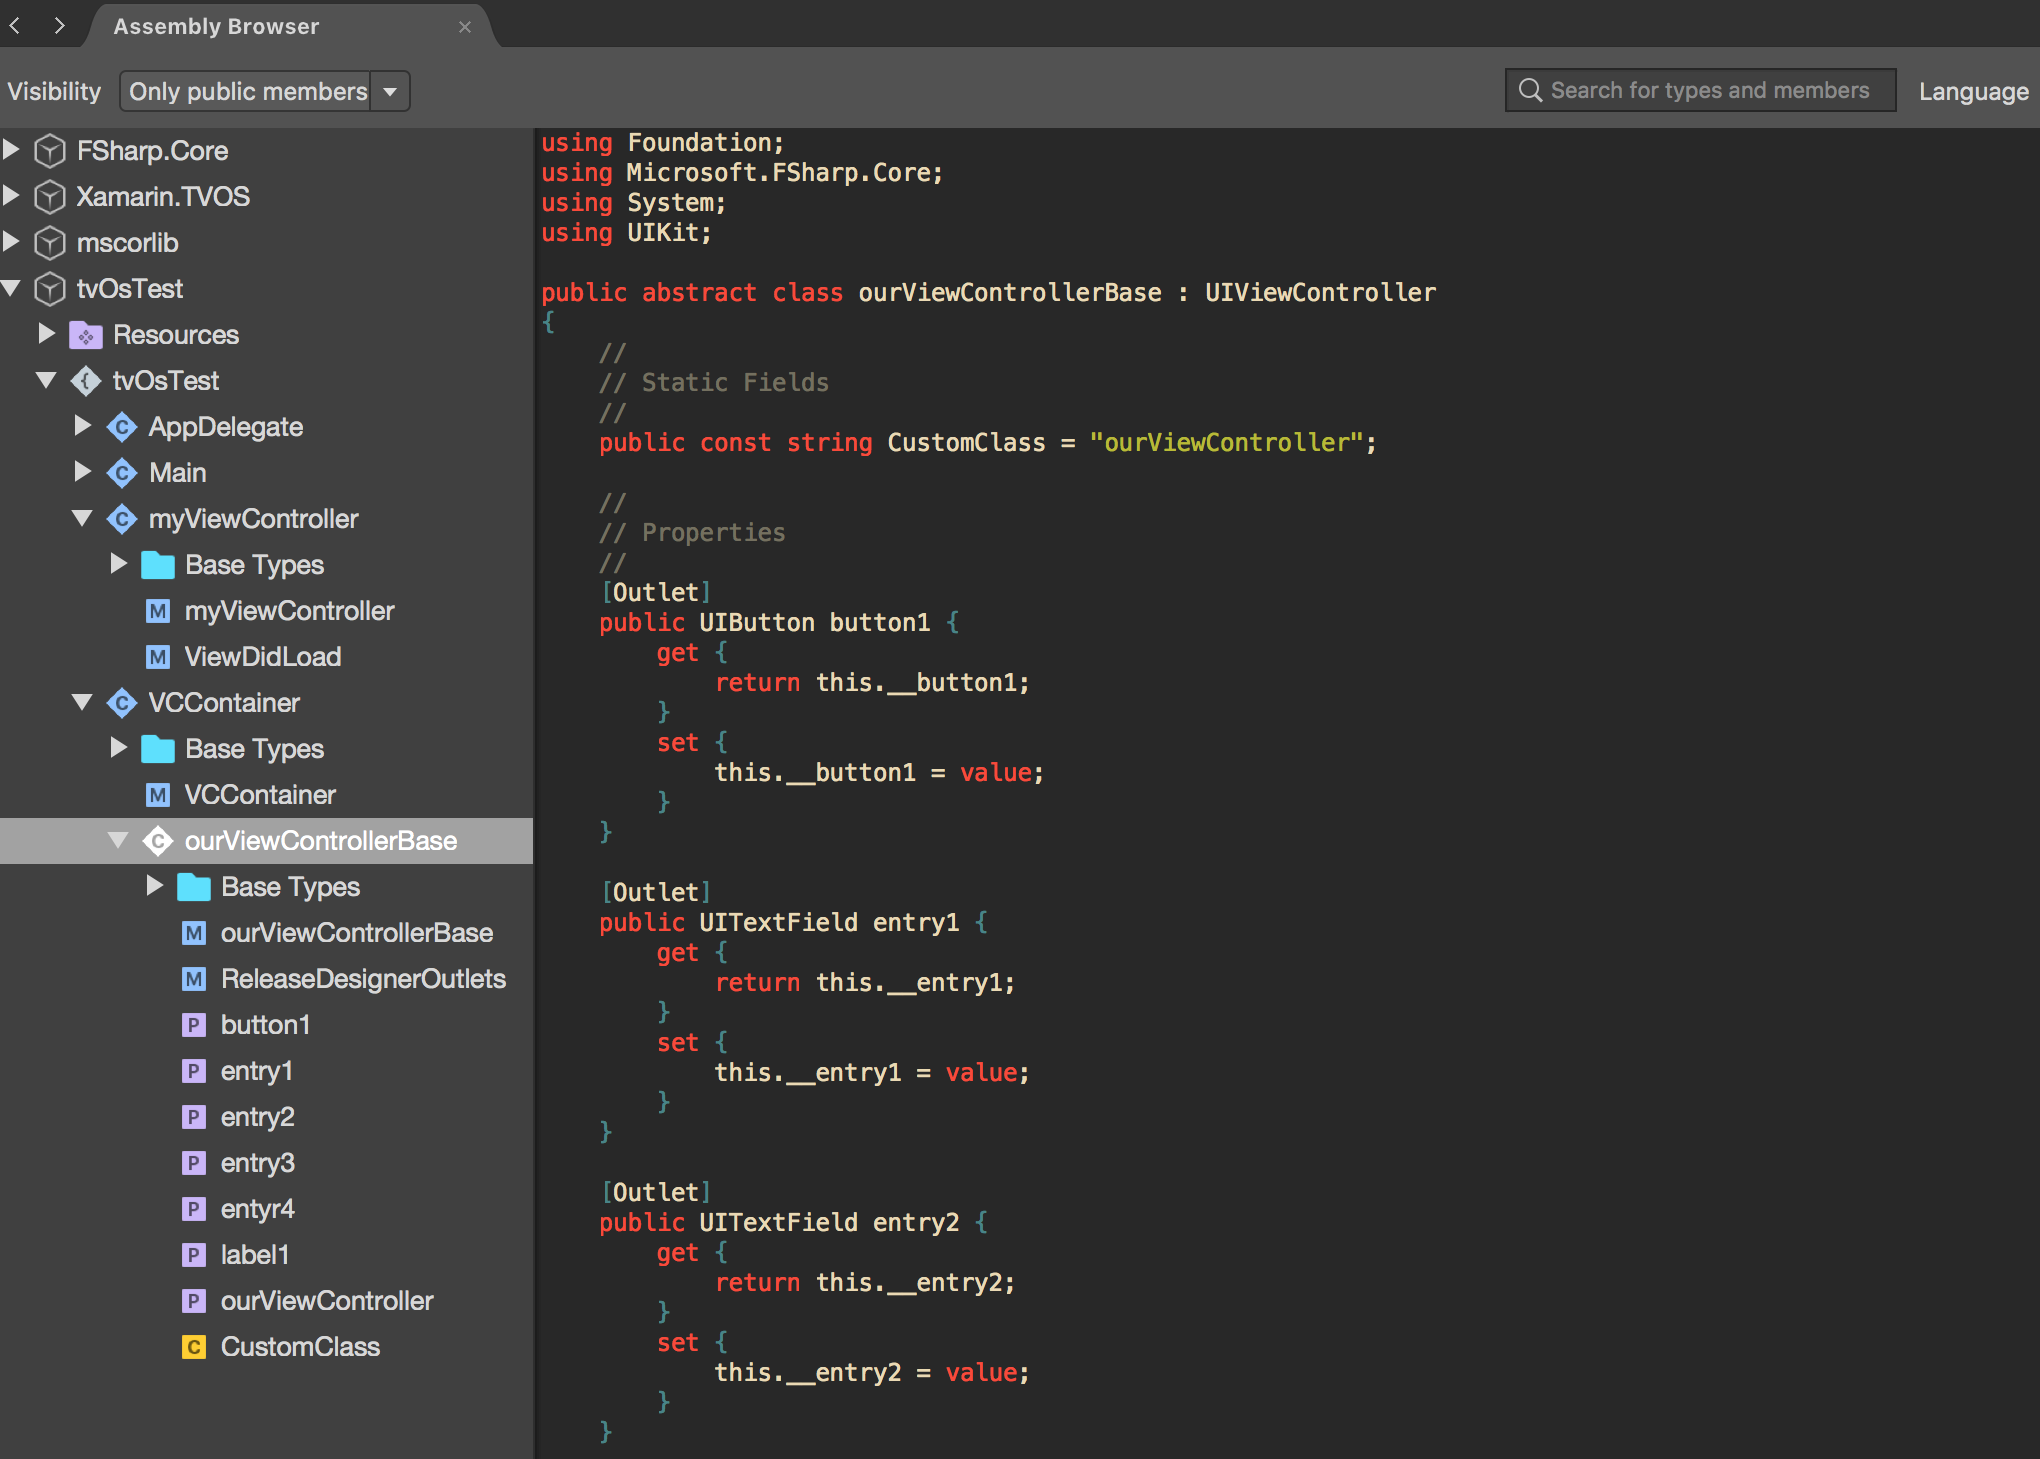 Assembly Browser
Visibility Only public members Search for types and members Language
FSharp.Core
Xamarin.TVOS
mscorlib
tvOsTest
Resources
{ tvOsTest
C AppDelegate
C Main
C myViewController
Base Types
M myViewController
M ViewDidLoad
C VCContainer
Base Types
M VCContainer
C ourViewControllerBase
Base Types
M ourViewControllerBase
M ReleaseDesignerOutlets
P button1
P entry1
P entry2
P entry3
P entyr4
P label1
P ourViewController
C CustomClass
using Foundation;
using Microsoft.FSharp.Core;
using System;
using UIKit;
public abstract class ourViewControllerBase : UIViewController
{
//
// Static Fields
//
public const string CustomClass = "ourViewController";
//
// Properties
//
[Outlet]
public UIButton button1 {
get {
return this.__button1;
}
set {
this.__button1 = value;
}
}
[Outlet]
public UITextField entry1 {
get {
return this.__entry1;
}
set {
this.__entry1 = value;
}
}
[Outlet]
public UITextField entry2 {
get {
return this.__entry2;
}
set {
this.__entry2 = value;
}
}